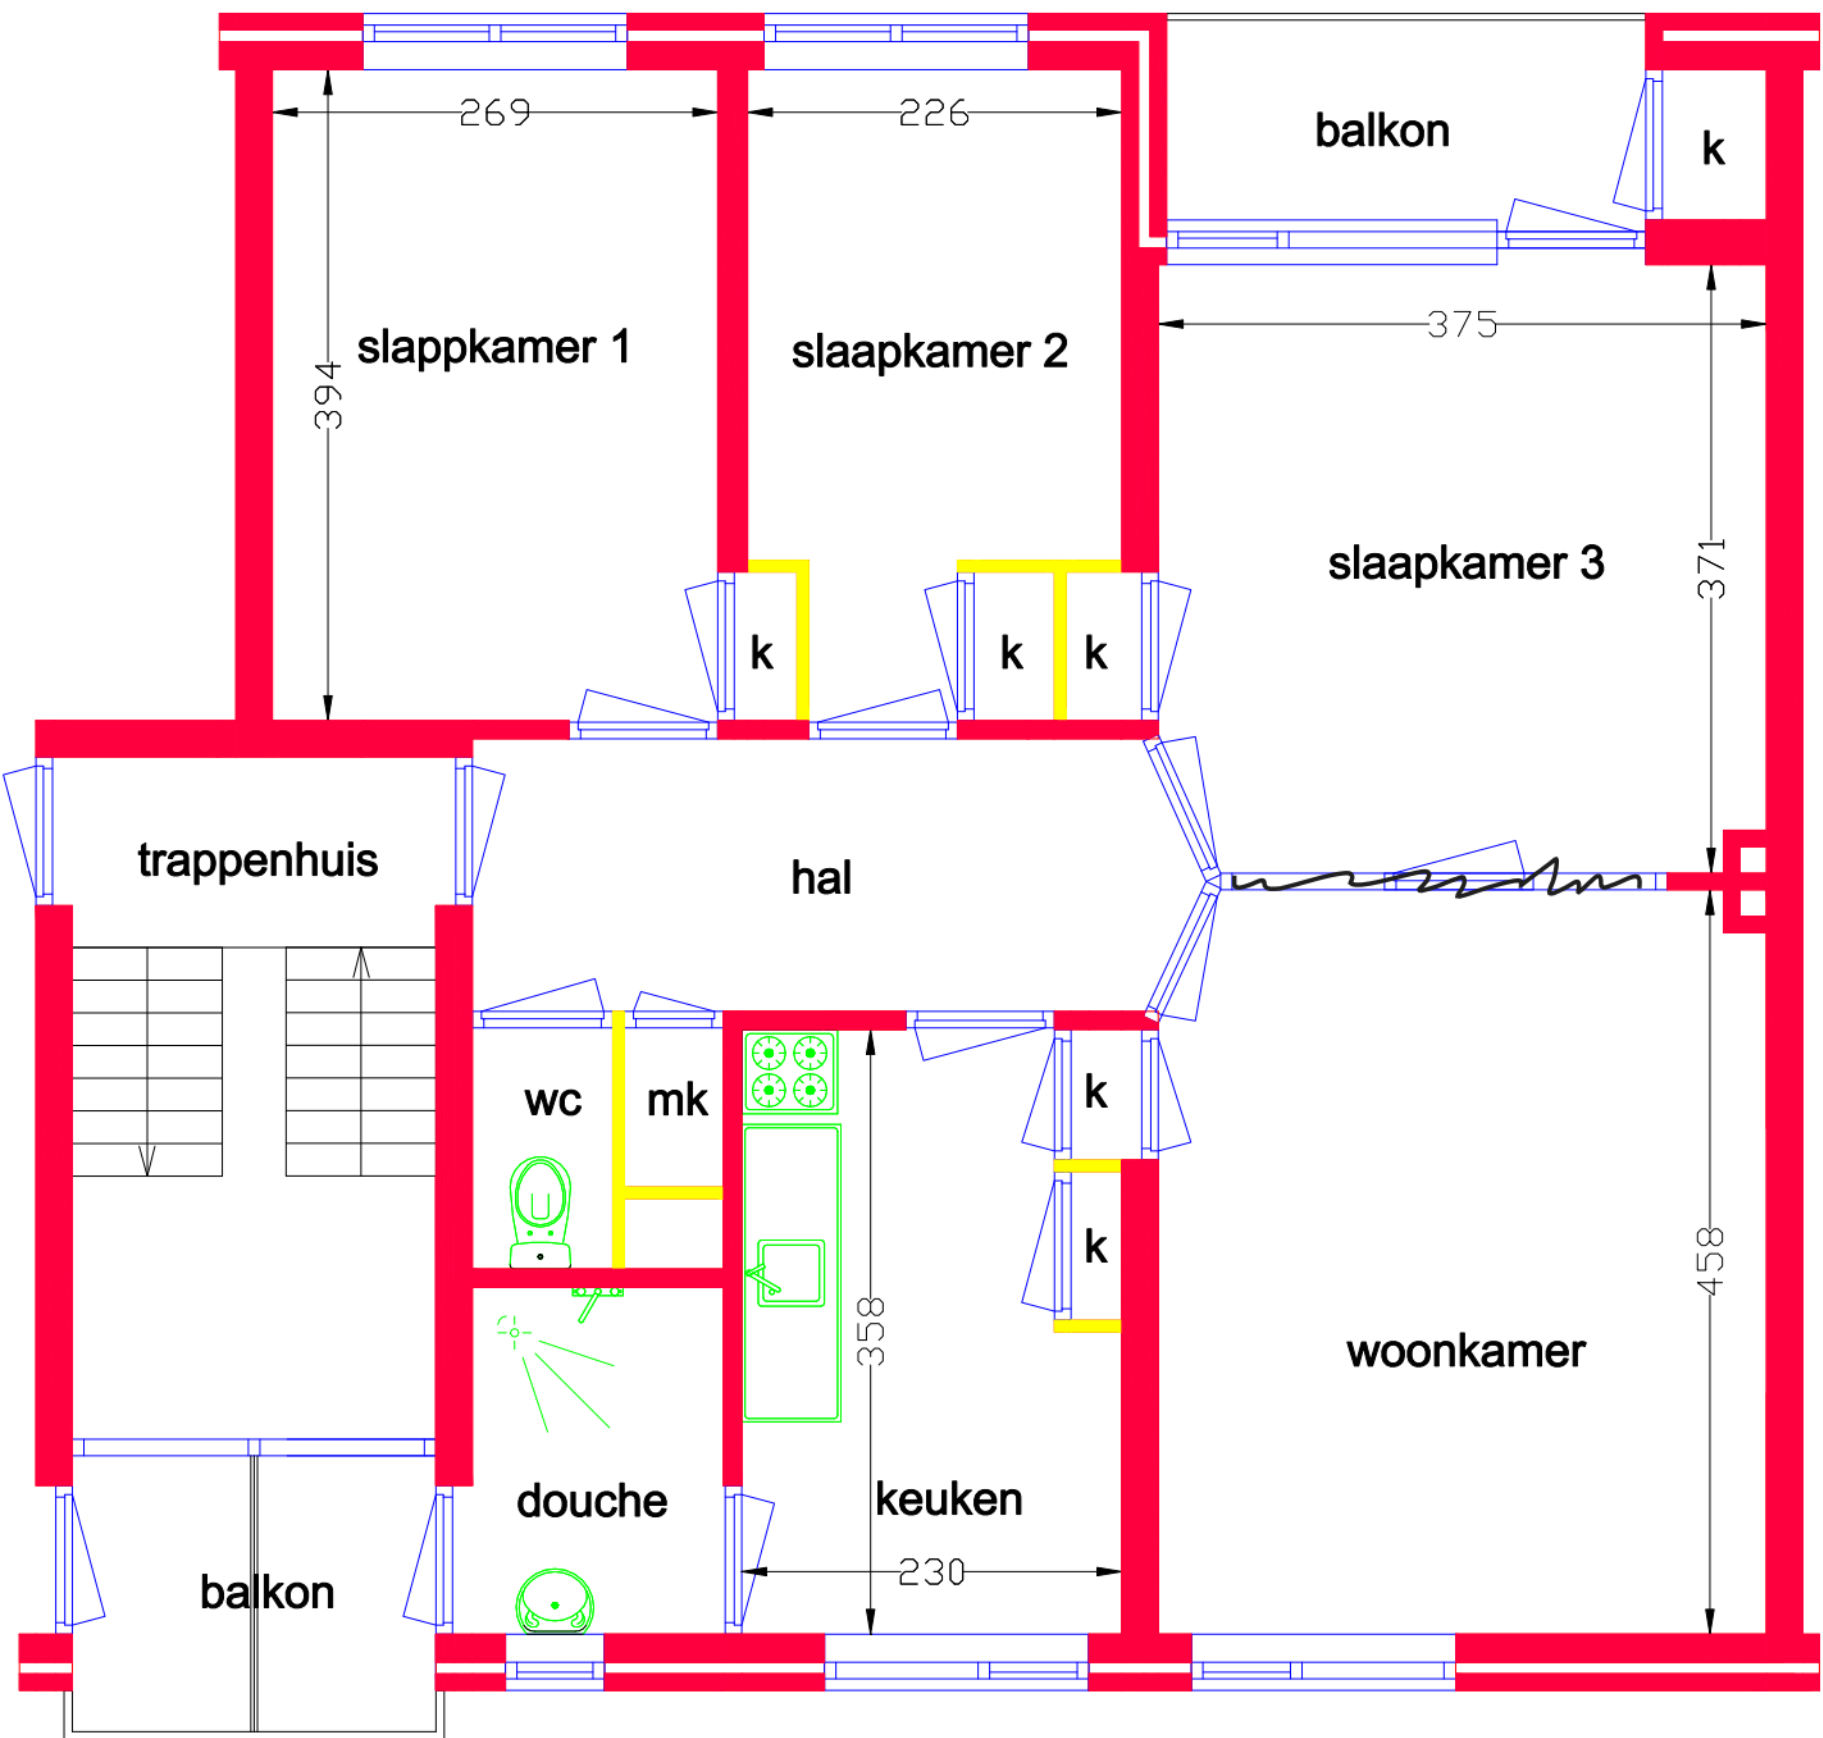 269
226
balkon
k
375
slappkamer 1
slaapkamer 2
394
slaapkamer 3
371
k
k
k
trappenhuis
hal
wc
mk
k
k
458
358
woonkamer
douche
keuken
230
balkon